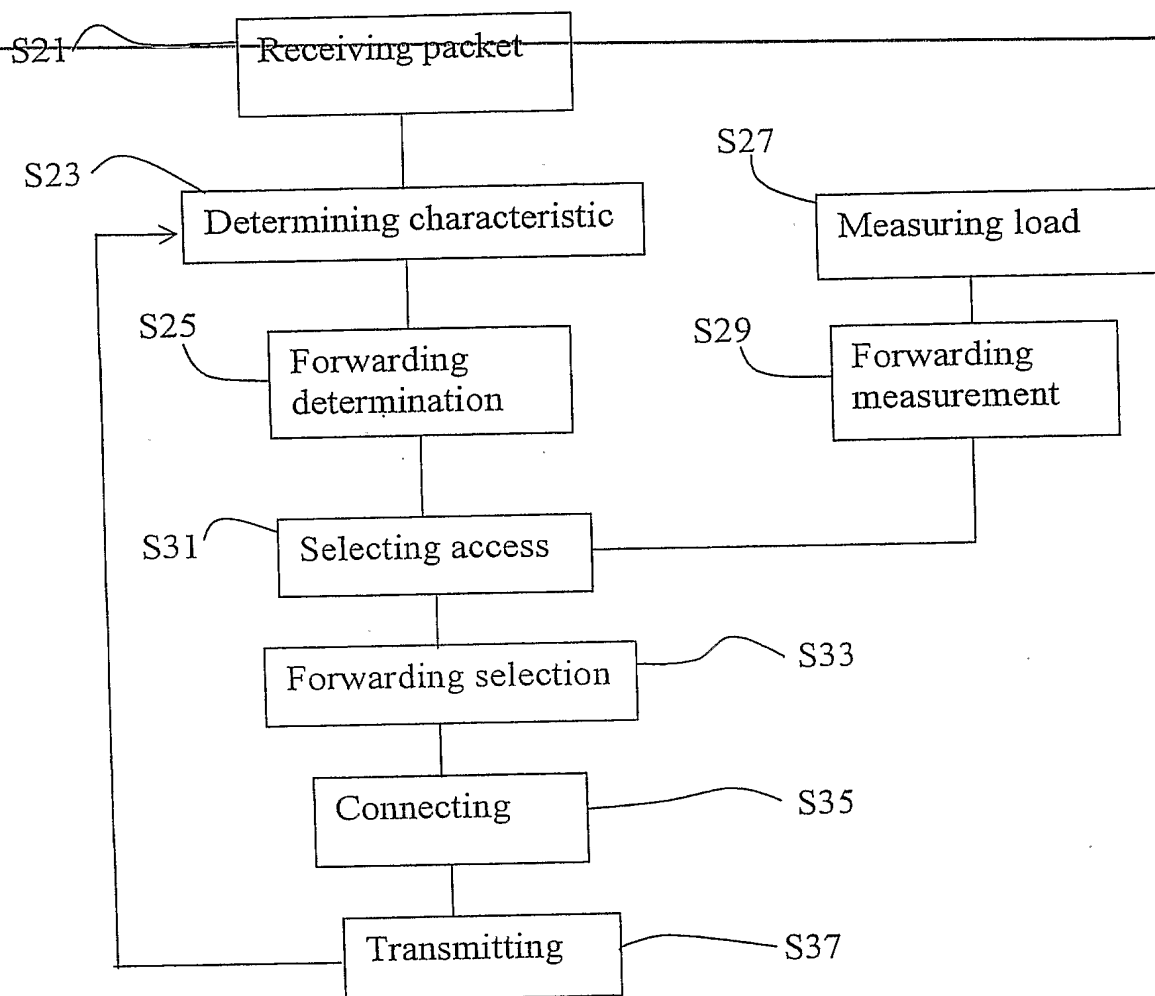 S21
Receiving packet
S27
S23
Determining characteristic
Measuring load
S25
S29
Forwarding
determination
Forwarding
measurement
S31
Selecting access
Forwarding selection
S33
Connecting
S35
Transmitting
S37